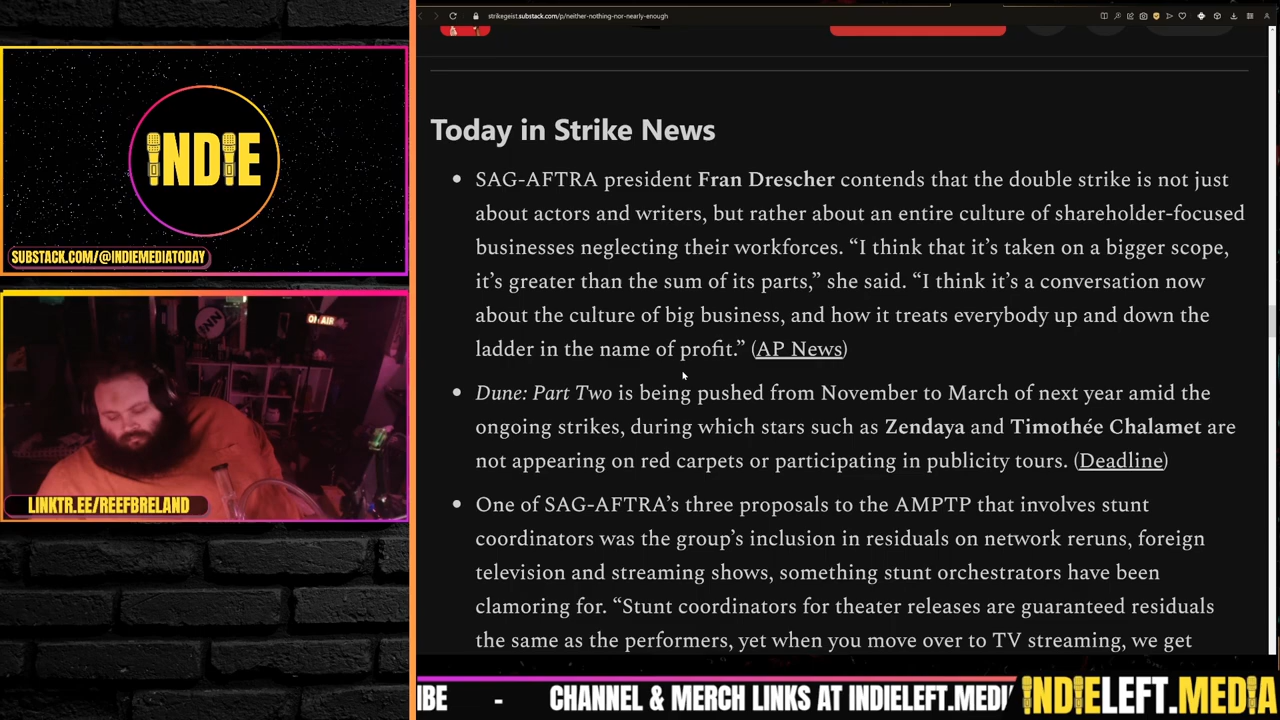 strikegeist.substack.com/p/neither-nothing-nor-nearly-enough
INDIE
SUBSTACK.COM/@INDIEMEDIATODAY
INN
ON AIR
LINKTR.EE/REEFBRELAND
Today in Strike News
• SAG-AFTRA president Fran Drescher contends that the double strike is not just
about actors and writers, but rather about an entire culture of shareholder-focused
businesses neglecting their workforces. “I think that it’s taken on a bigger scope,
it’s greater than the sum of its parts,” she said. “I think it’s a conversation now
about the culture of big business, and how it treats everybody up and down the
ladder in the name of profit.” (AP News)
• Dune: Part Two is being pushed from November to March of next year amid the
ongoing strikes, during which stars such as Zendaya and Timothée Chalamet are
not appearing on red carpets or participating in publicity tours. (Deadline)
• One of SAG-AFTRA’s three proposals to the AMPTP that involves stunt
coordinators was the group’s inclusion in residuals on network reruns, foreign
television and streaming shows, something stunt orchestrators have been
clamoring for. “Stunt coordinators for theater releases are guaranteed residuals
the same as the performers, yet when you move over to TV streaming, we get
IBE - CHANNEL & MERCH LINKS AT INDIELEFT.MEDI
INDIELEFT.MEDIA